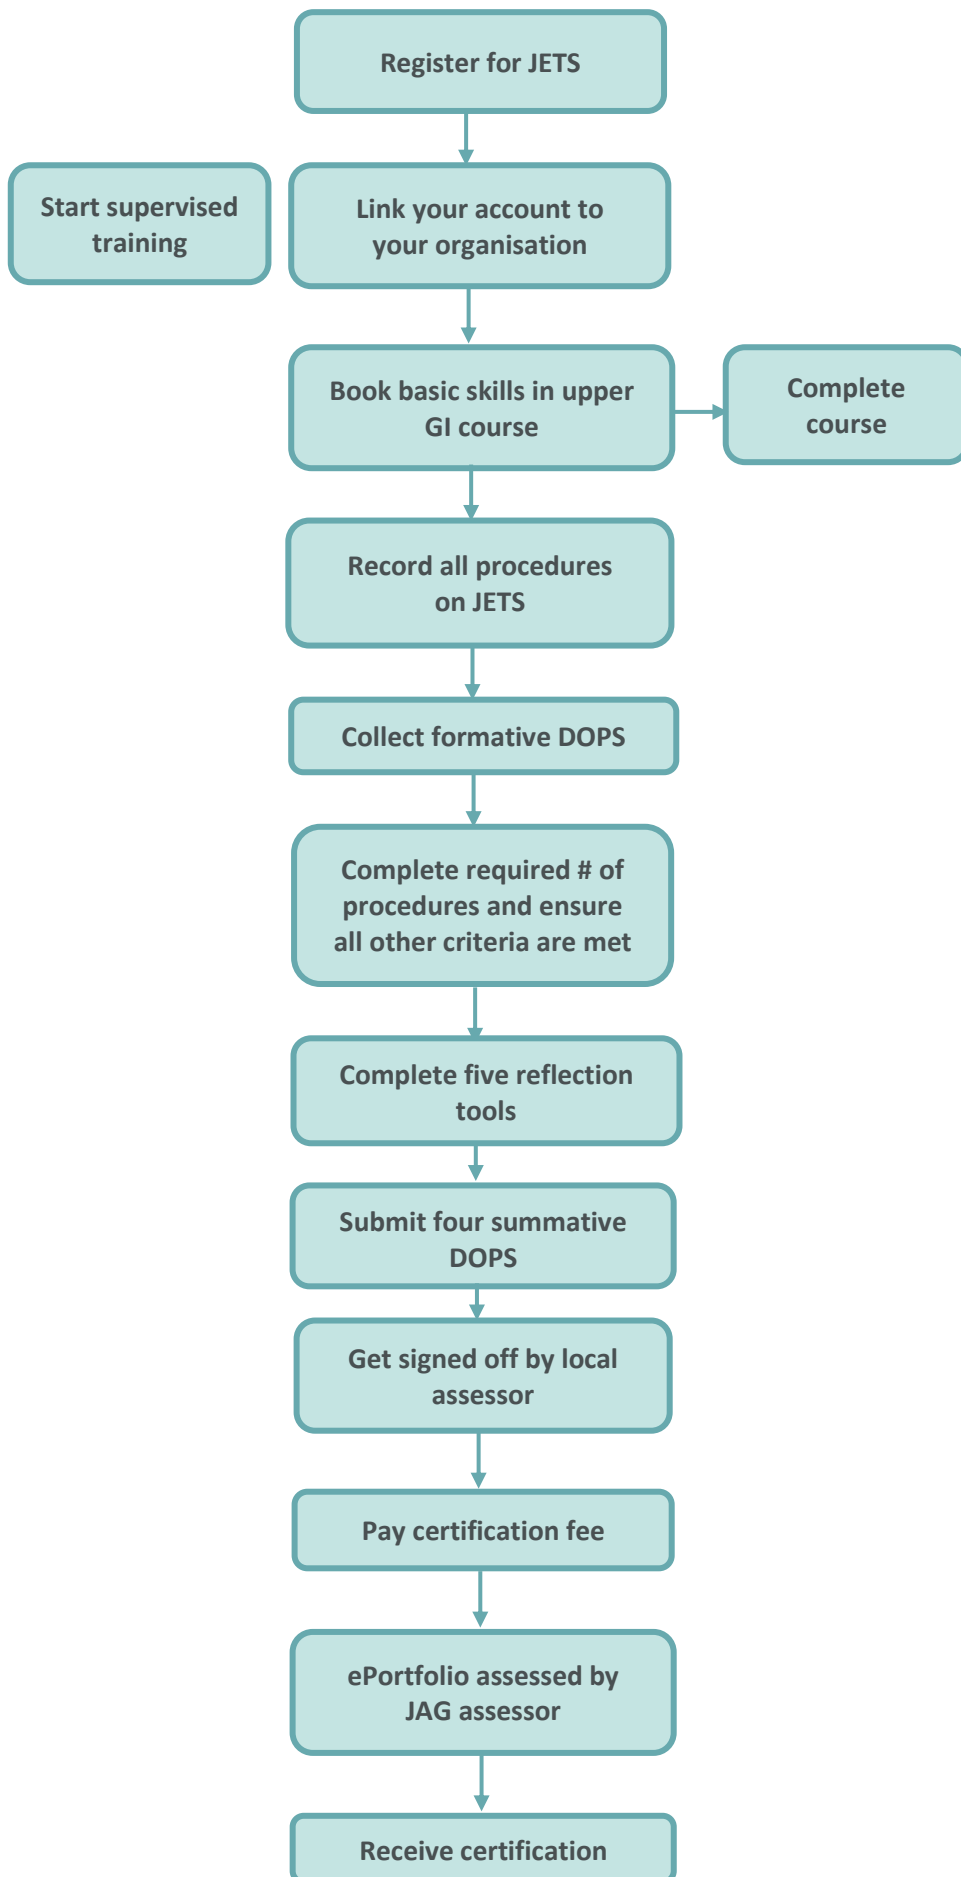 Register for JETS
Start supervised
training
Link your account to
your organisation
Book basic skills in upper
GI course
Complete
course
Record all procedures
on JETS
Collect formative DOPS
Complete required # of
procedures and ensure
all other criteria are met
Complete five reflection
tools
Submit four summative
DOPS
Get signed off by local
assessor
Pay certification fee
ePortfolio assessed by
JAG assessor
Receive certification